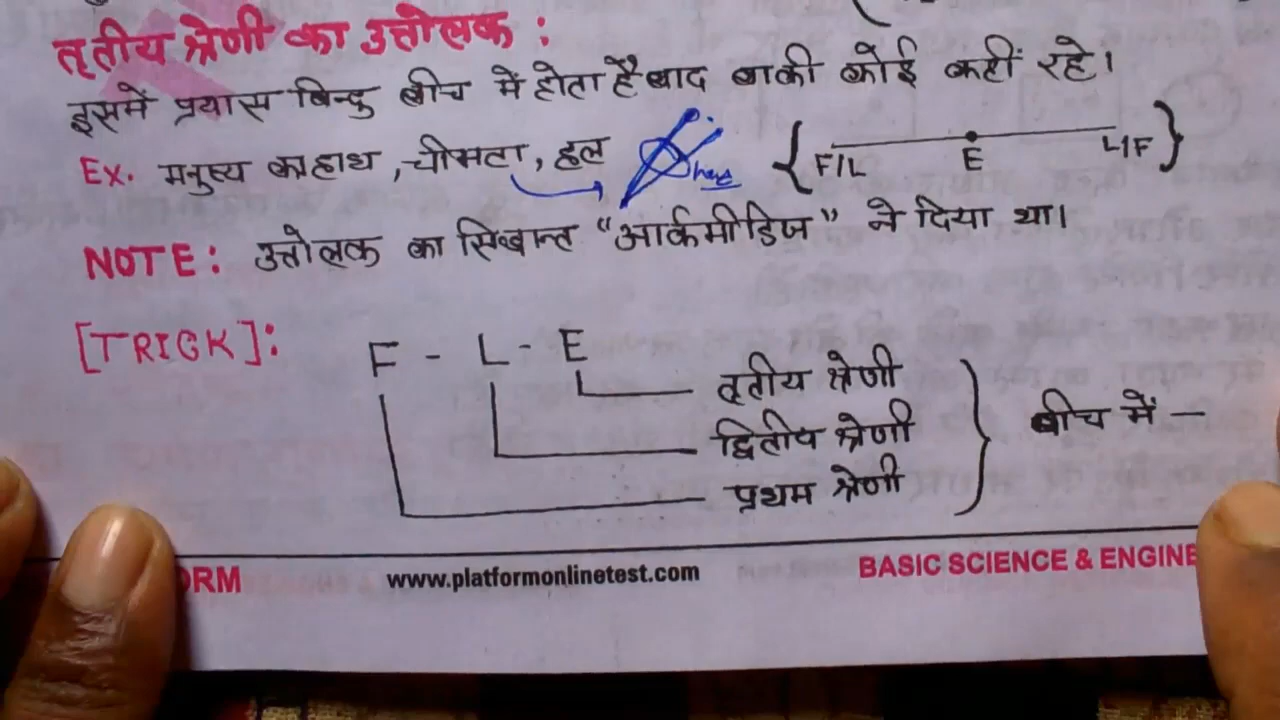 तृतीय श्रेणी का उत्तोलक :
इसमें प्रयास बिन्दु बीच में होता है बाद बाकी कोई कहीं रहे।
Ex. मनुष्य का हाथ, चीमटा, हल { F/L E L/F }
NOTE: उत्तोलक का सिद्धान्त "आर्कमीडिज" ने दिया था।
[TRICK]: F - L - E
तृतीय श्रेणी
द्वितीय श्रेणी } बीच में -
प्रथम श्रेणी
ORM www.platformonlinetest.com BASIC SCIENCE & ENGINE